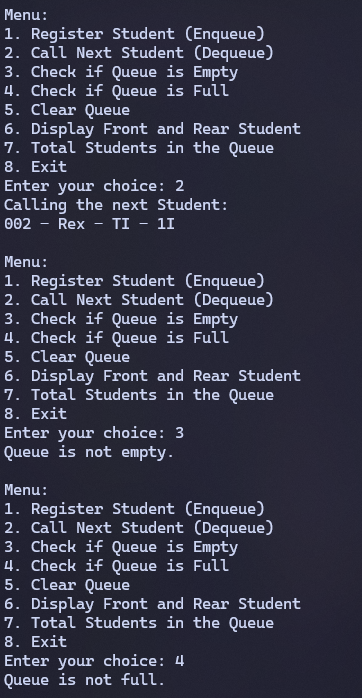 Menu:
1. Register Student (Enqueue)
2. Call Next Student (Dequeue)
3. Check if Queue is Empty
4. Check if Queue is Full
5. Clear Queue
6. Display Front and Rear Student
7. Total Students in the Queue
8. Exit
Enter your choice: 2
Calling the next Student:
002 - Rex - TI - 1I

Menu:
1. Register Student (Enqueue)
2. Call Next Student (Dequeue)
3. Check if Queue is Empty
4. Check if Queue is Full
5. Clear Queue
6. Display Front and Rear Student
7. Total Students in the Queue
8. Exit
Enter your choice: 3
Queue is not empty.

Menu:
1. Register Student (Enqueue)
2. Call Next Student (Dequeue)
3. Check if Queue is Empty
4. Check if Queue is Full
5. Clear Queue
6. Display Front and Rear Student
7. Total Students in the Queue
8. Exit
Enter your choice: 4
Queue is not full.